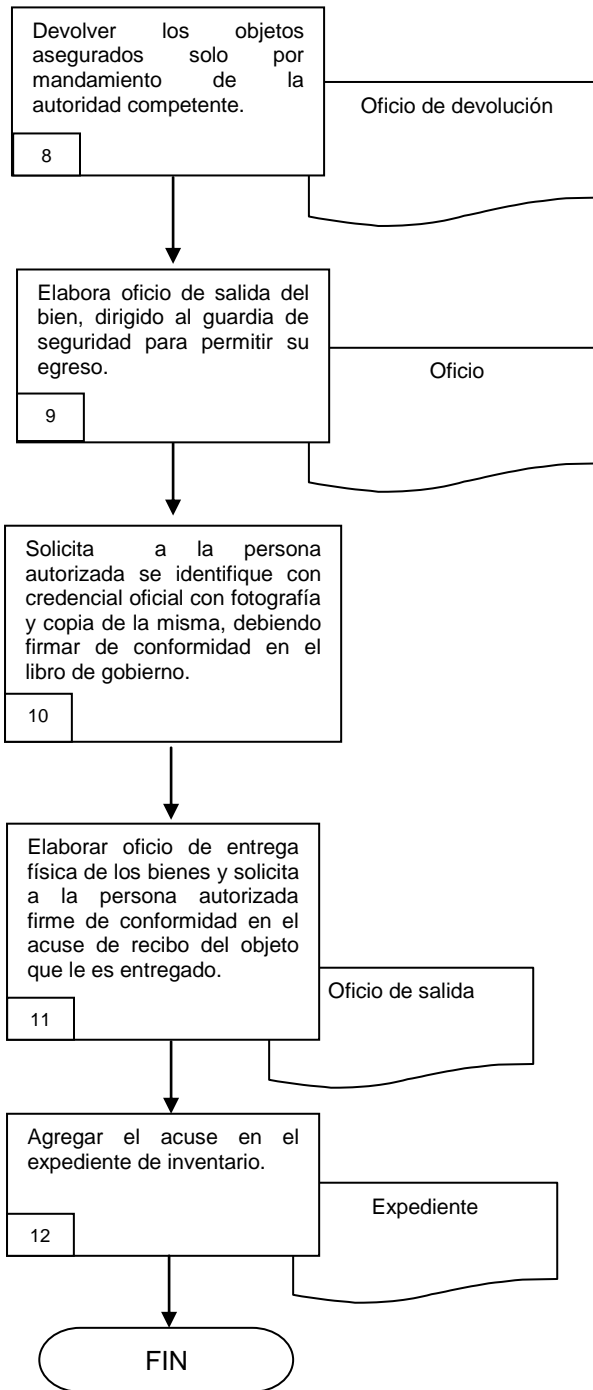 Devolver los objetos
asegurados solo por
mandamiento de la
autoridad competente.
8
Oficio de devolución
Elabora oficio de salida del
bien, dirigido al guardia de
seguridad para permitir su
egreso.
9
Oficio
Solicita a la persona
autorizada se identifique con
credencial oficial con fotografía
y copia de la misma, debiendo
firmar de conformidad en el
libro de gobierno.
10
Elaborar oficio de entrega
física de los bienes y solicita
a la persona autorizada
firme de conformidad en el
acuse de recibo del objeto
que le es entregado.
11
Oficio de salida
Agregar el acuse en el
expediente de inventario.
12
Expediente
FIN